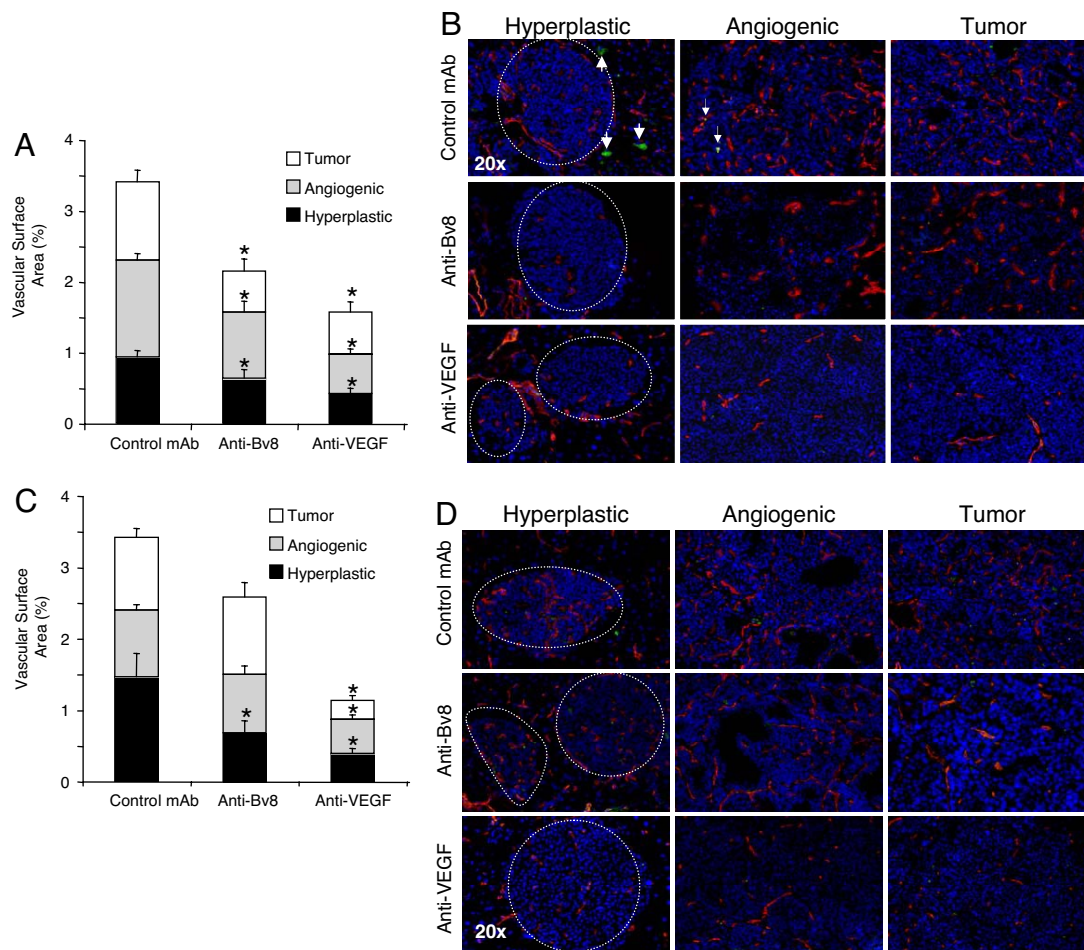 A
Vascular Surface
Area (%)
4
3
2
1
0
Tumor
Angiogenic
Hyperplastic
*
*
*
*
*
*
Control mAb
Anti-Bv8
Anti-VEGF
B
Hyperplastic
Angiogenic
Tumor
Control mAb
20x
Anti-Bv8
Anti-VEGF
C
Vascular Surface
Area (%)
4
3
2
1
0
Tumor
Angiogenic
Hyperplastic
*
*
*
*
Control mAb
Anti-Bv8
Anti-VEGF
D
Hyperplastic
Angiogenic
Tumor
Control mAb
Anti-Bv8
Anti-VEGF
20x